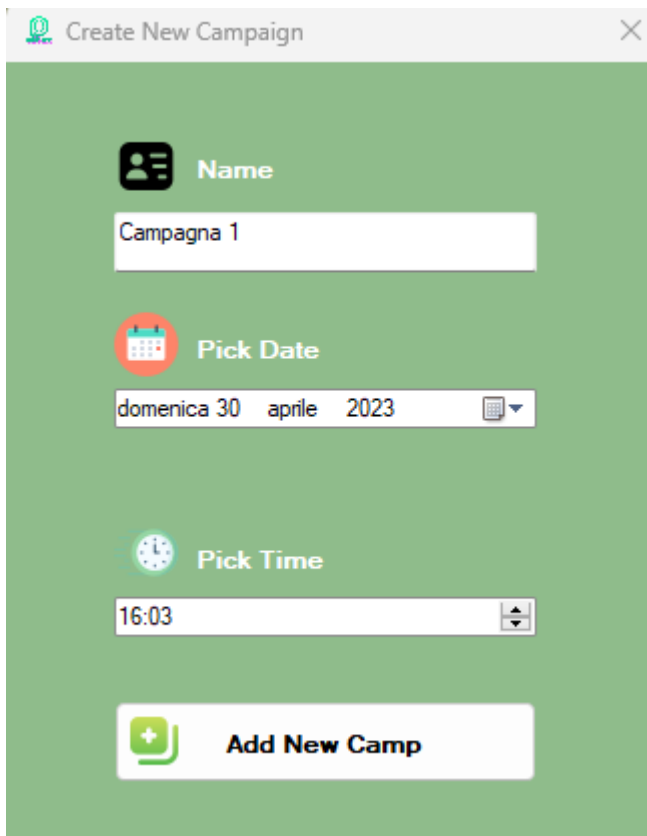 Create New Campaign
Name
Campagna 1
Pick Date
domenica 30 aprile 2023
Pick Time
16:03
Add New Camp